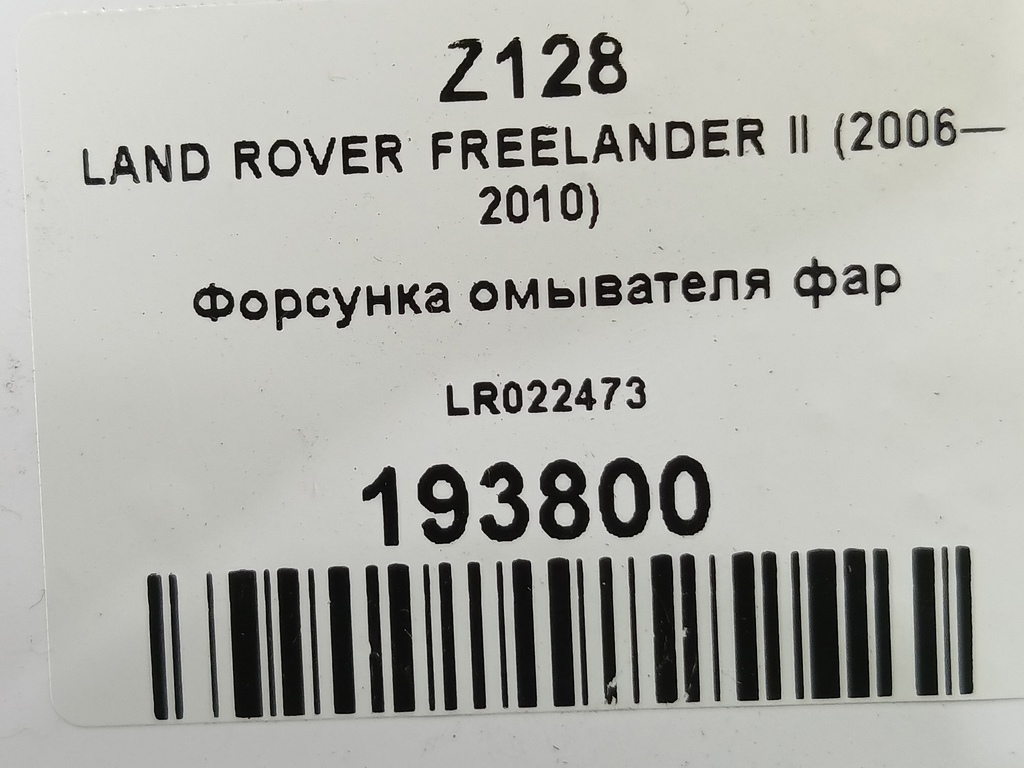 Z128
LAND ROVER FREELANDER II (2006—
2010)
Форсунка омывателя фар
LR022473
193800